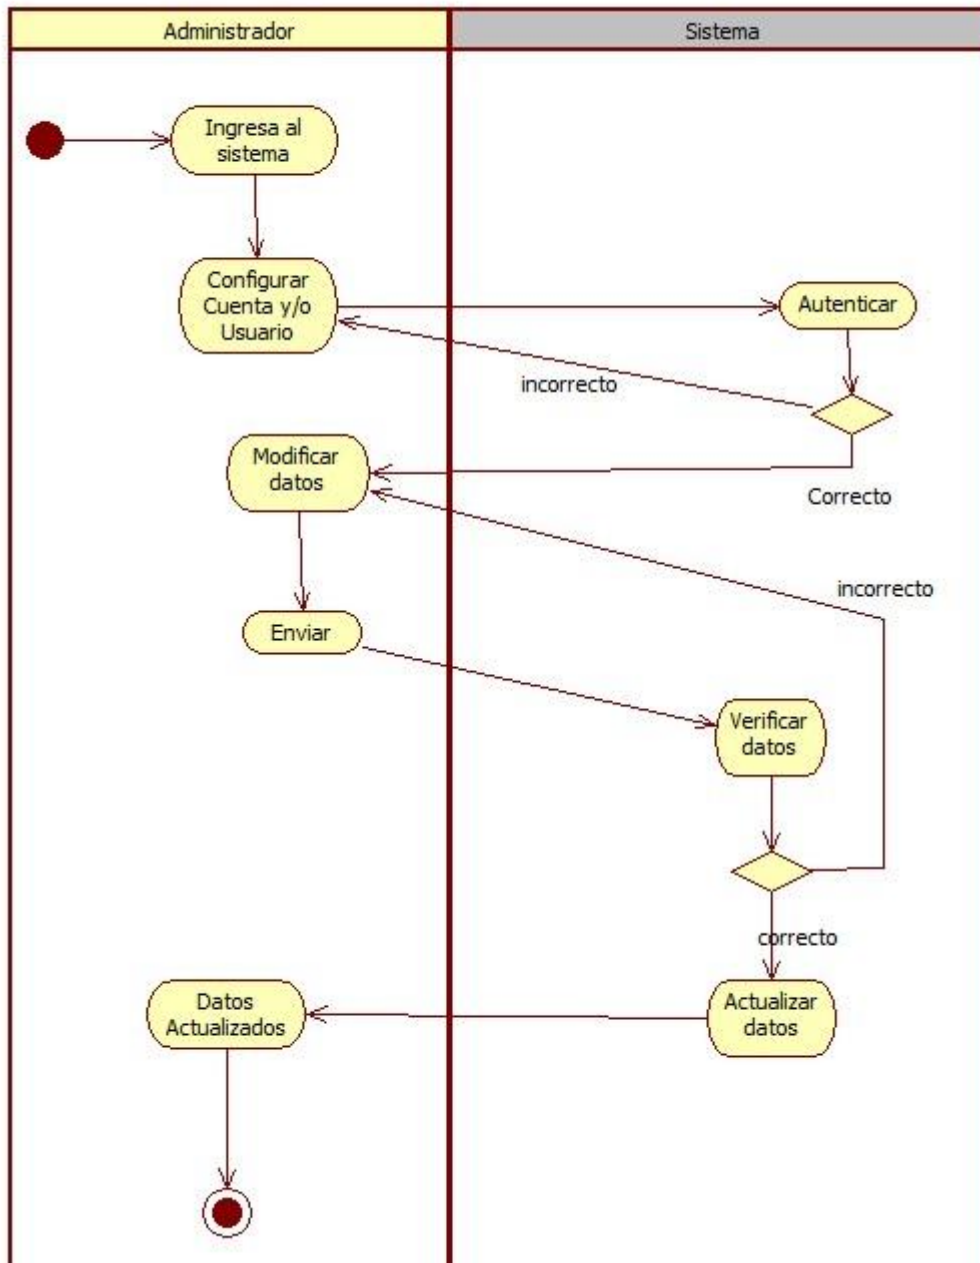 Administrador
Sistema
Ingresa al
sistema
Configurar
Cuenta y/o
Usuario
Autenticar
incorrecto
Modificar
datos
Correcto
incorrecto
Enviar
Verificar
datos
correcto
Datos
Actualizados
Actualizar
datos